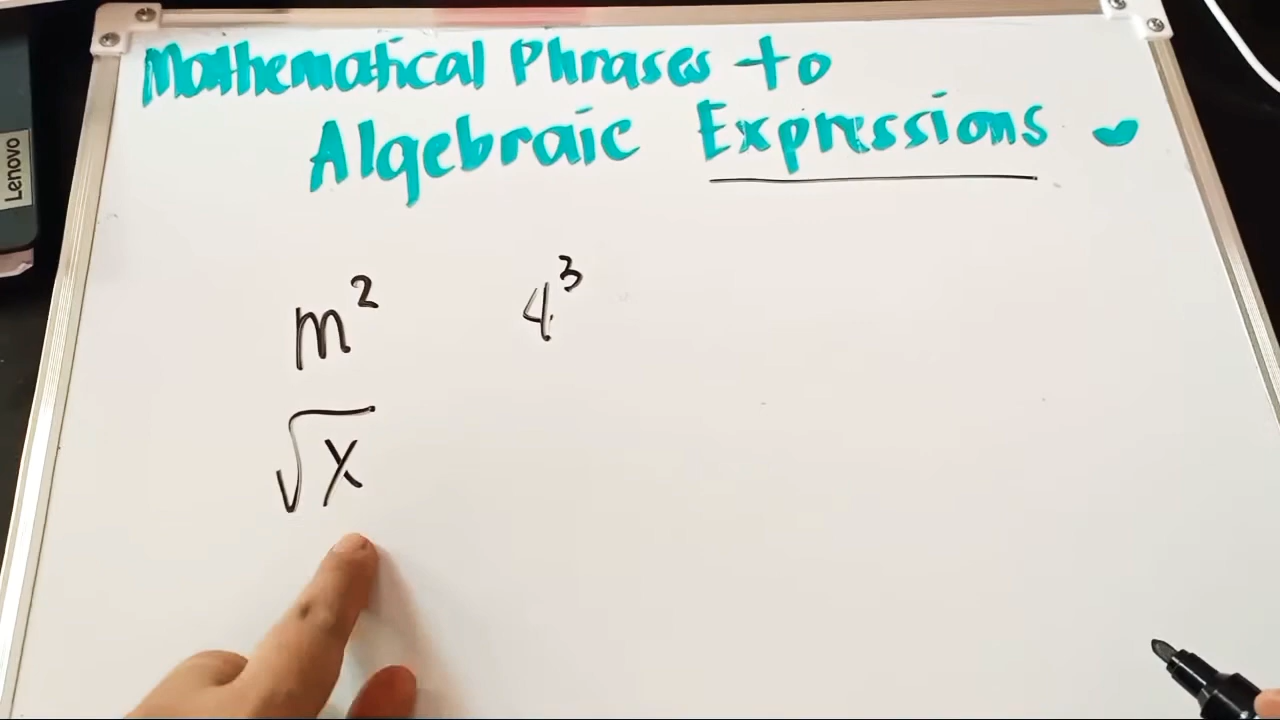 Mathematical Phrases to
Algebraic Expressions
m² 4³
√x
Lenovo